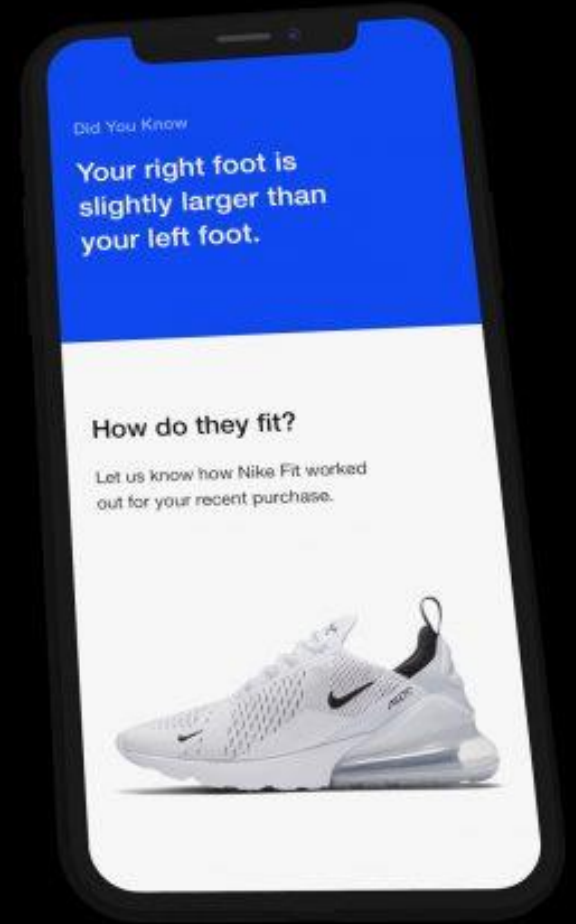 Did You Know
Your right foot is
slightly larger than
your left foot.
How do they fit?
Let us know how Nike Fit worked
out for your recent purchase.